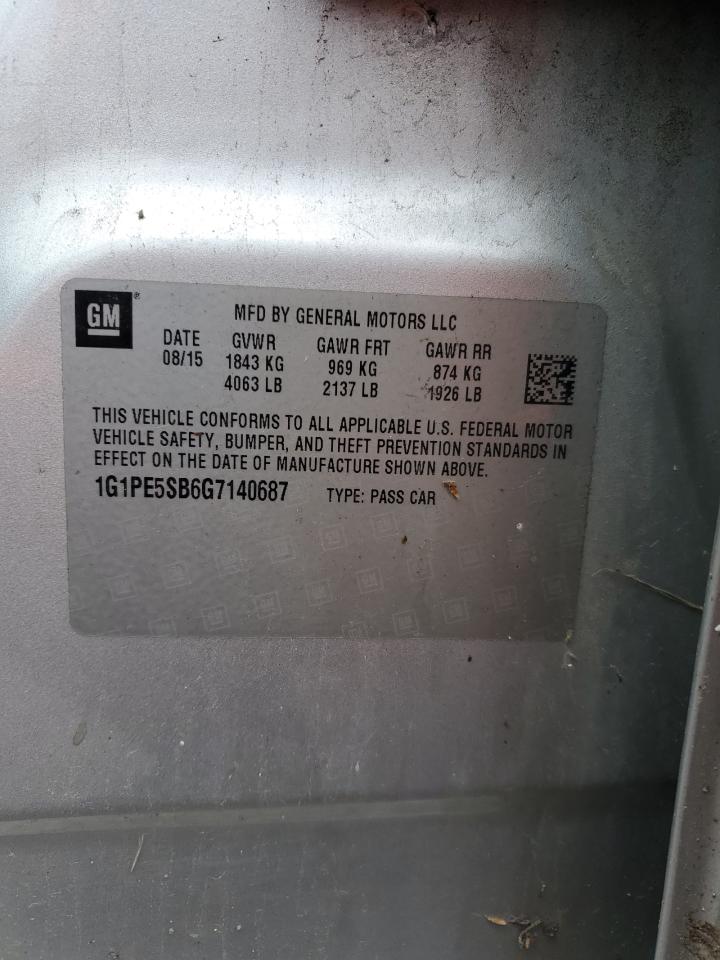 GM®
MFD BY GENERAL MOTORS LLC
DATE GVWR GAWR FRT GAWR RR
08/15 1843 KG 969 KG 874 KG
4063 LB 2137 LB 1926 LB
THIS VEHICLE CONFORMS TO ALL APPLICABLE U.S. FEDERAL MOTOR
VEHICLE SAFETY, BUMPER, AND THEFT PREVENTION STANDARDS IN
EFFECT ON THE DATE OF MANUFACTURE SHOWN ABOVE.
1G1PE5SB6G7140687 TYPE: PASS CAR